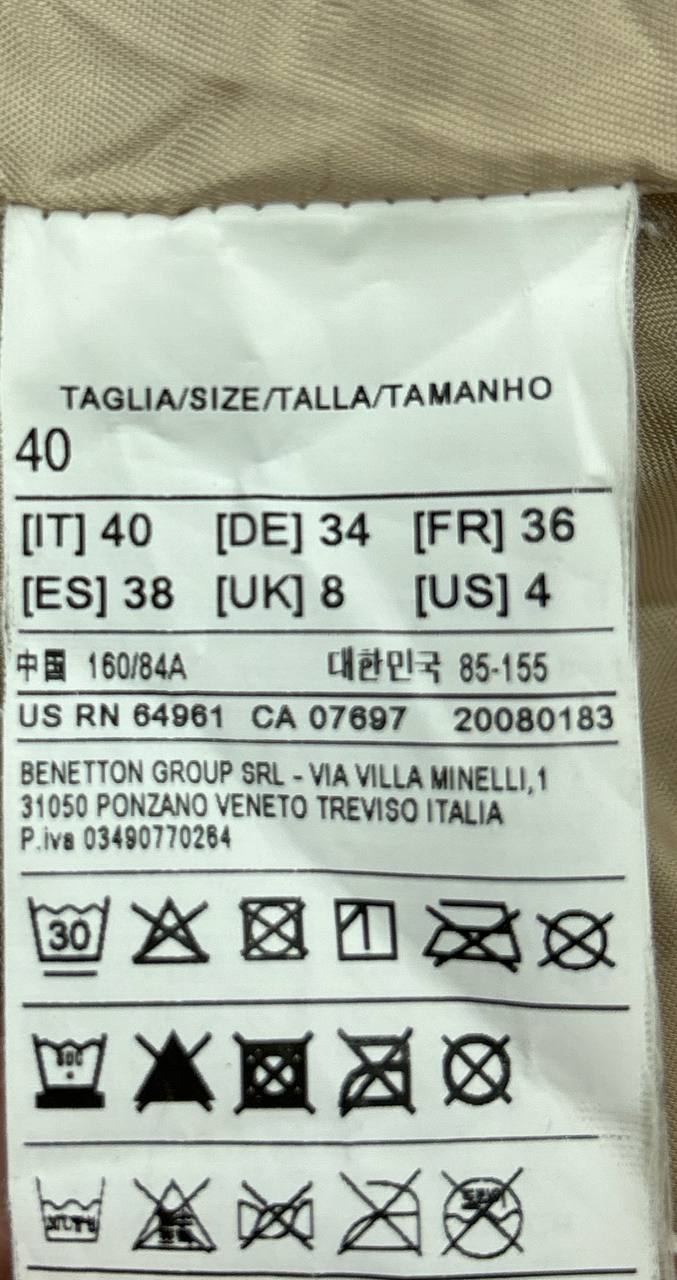 TAGLIA/SIZE/TALLA/TAMANHO
40
[IT] 40 [DE] 34 [FR] 36
[ES] 38 [UK] 8 [US] 4
中国 160/84A 대한민국 85-155
US RN 64961 CA 07697 20080183
BENETTON GROUP SRL - VIA VILLA MINELLI,1
31050 PONZANO VENETO TREVISO ITALIA
P.iva 03490770264
30